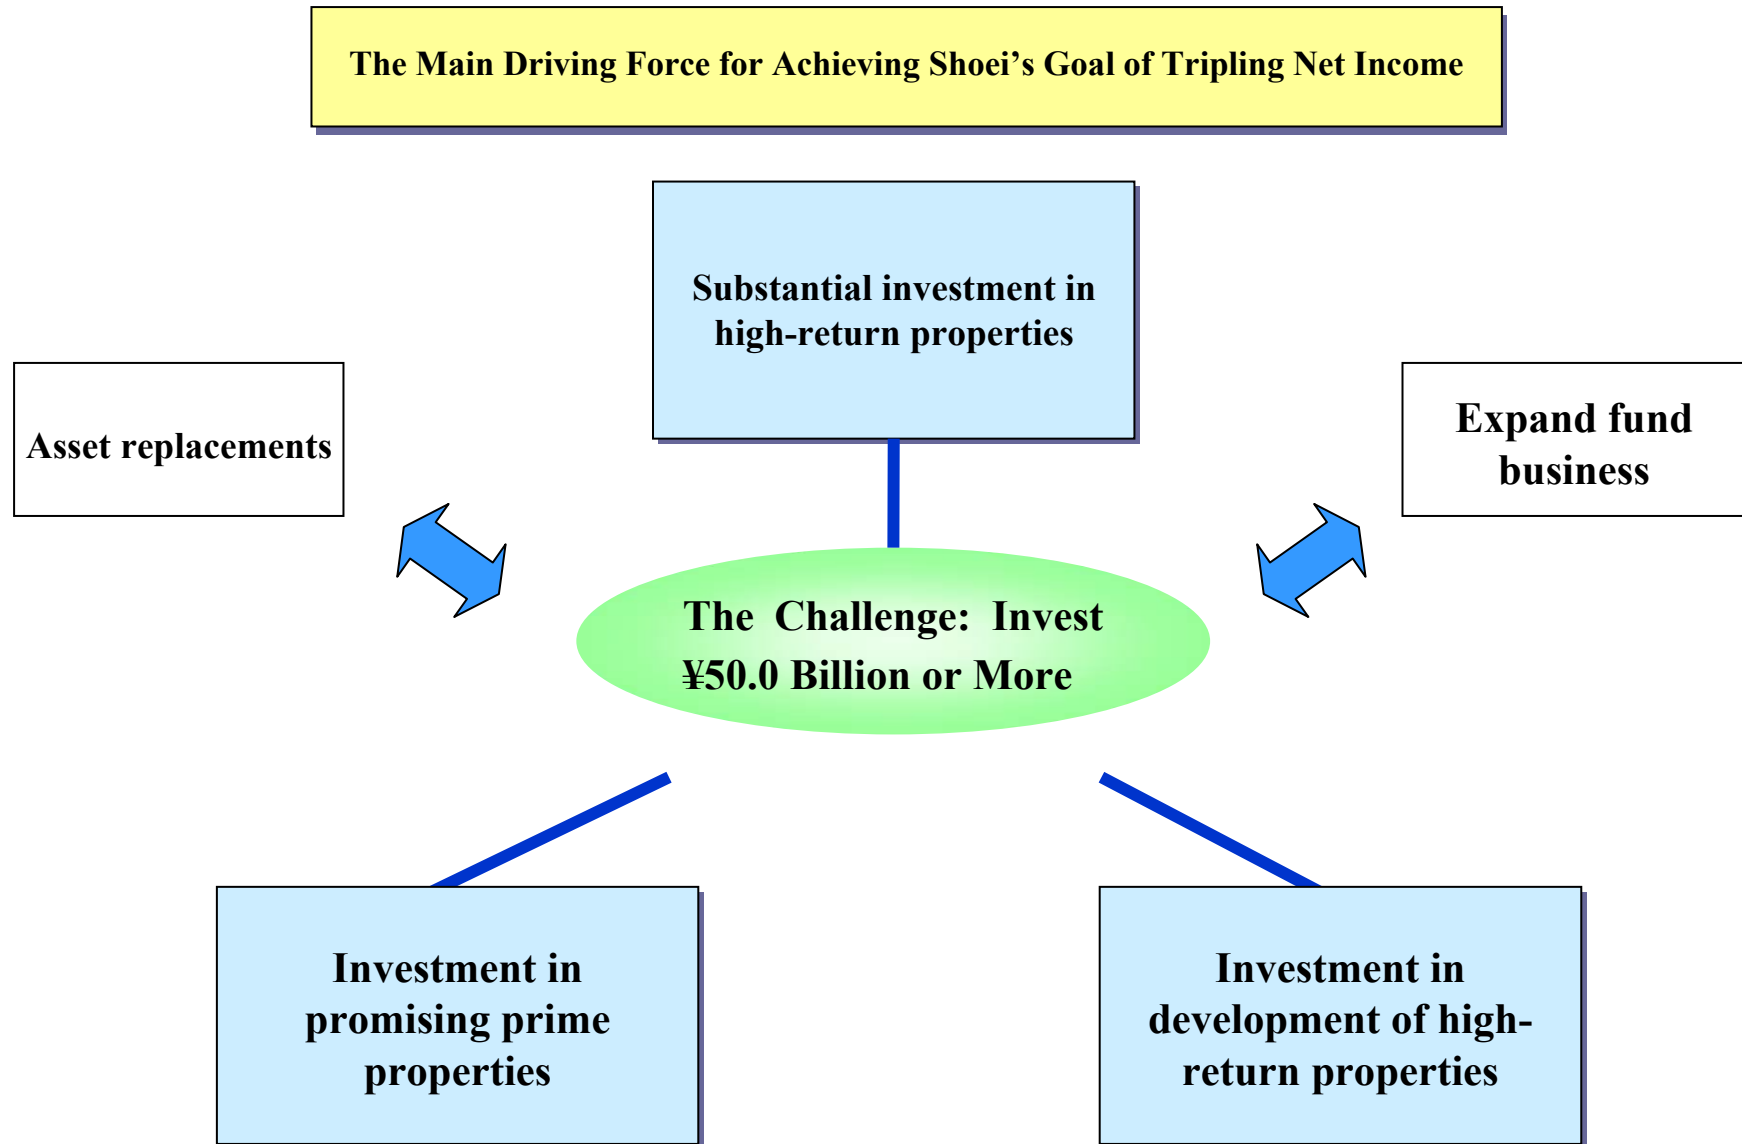 The Main Driving Force for Achieving Shoei’s Goal of Tripling Net Income
Substantial investment in
high-return properties
Asset replacements
Expand fund
business
The Challenge: Invest
¥50.0 Billion or More
Investment in
promising prime
properties
Investment in
development of high-
return properties